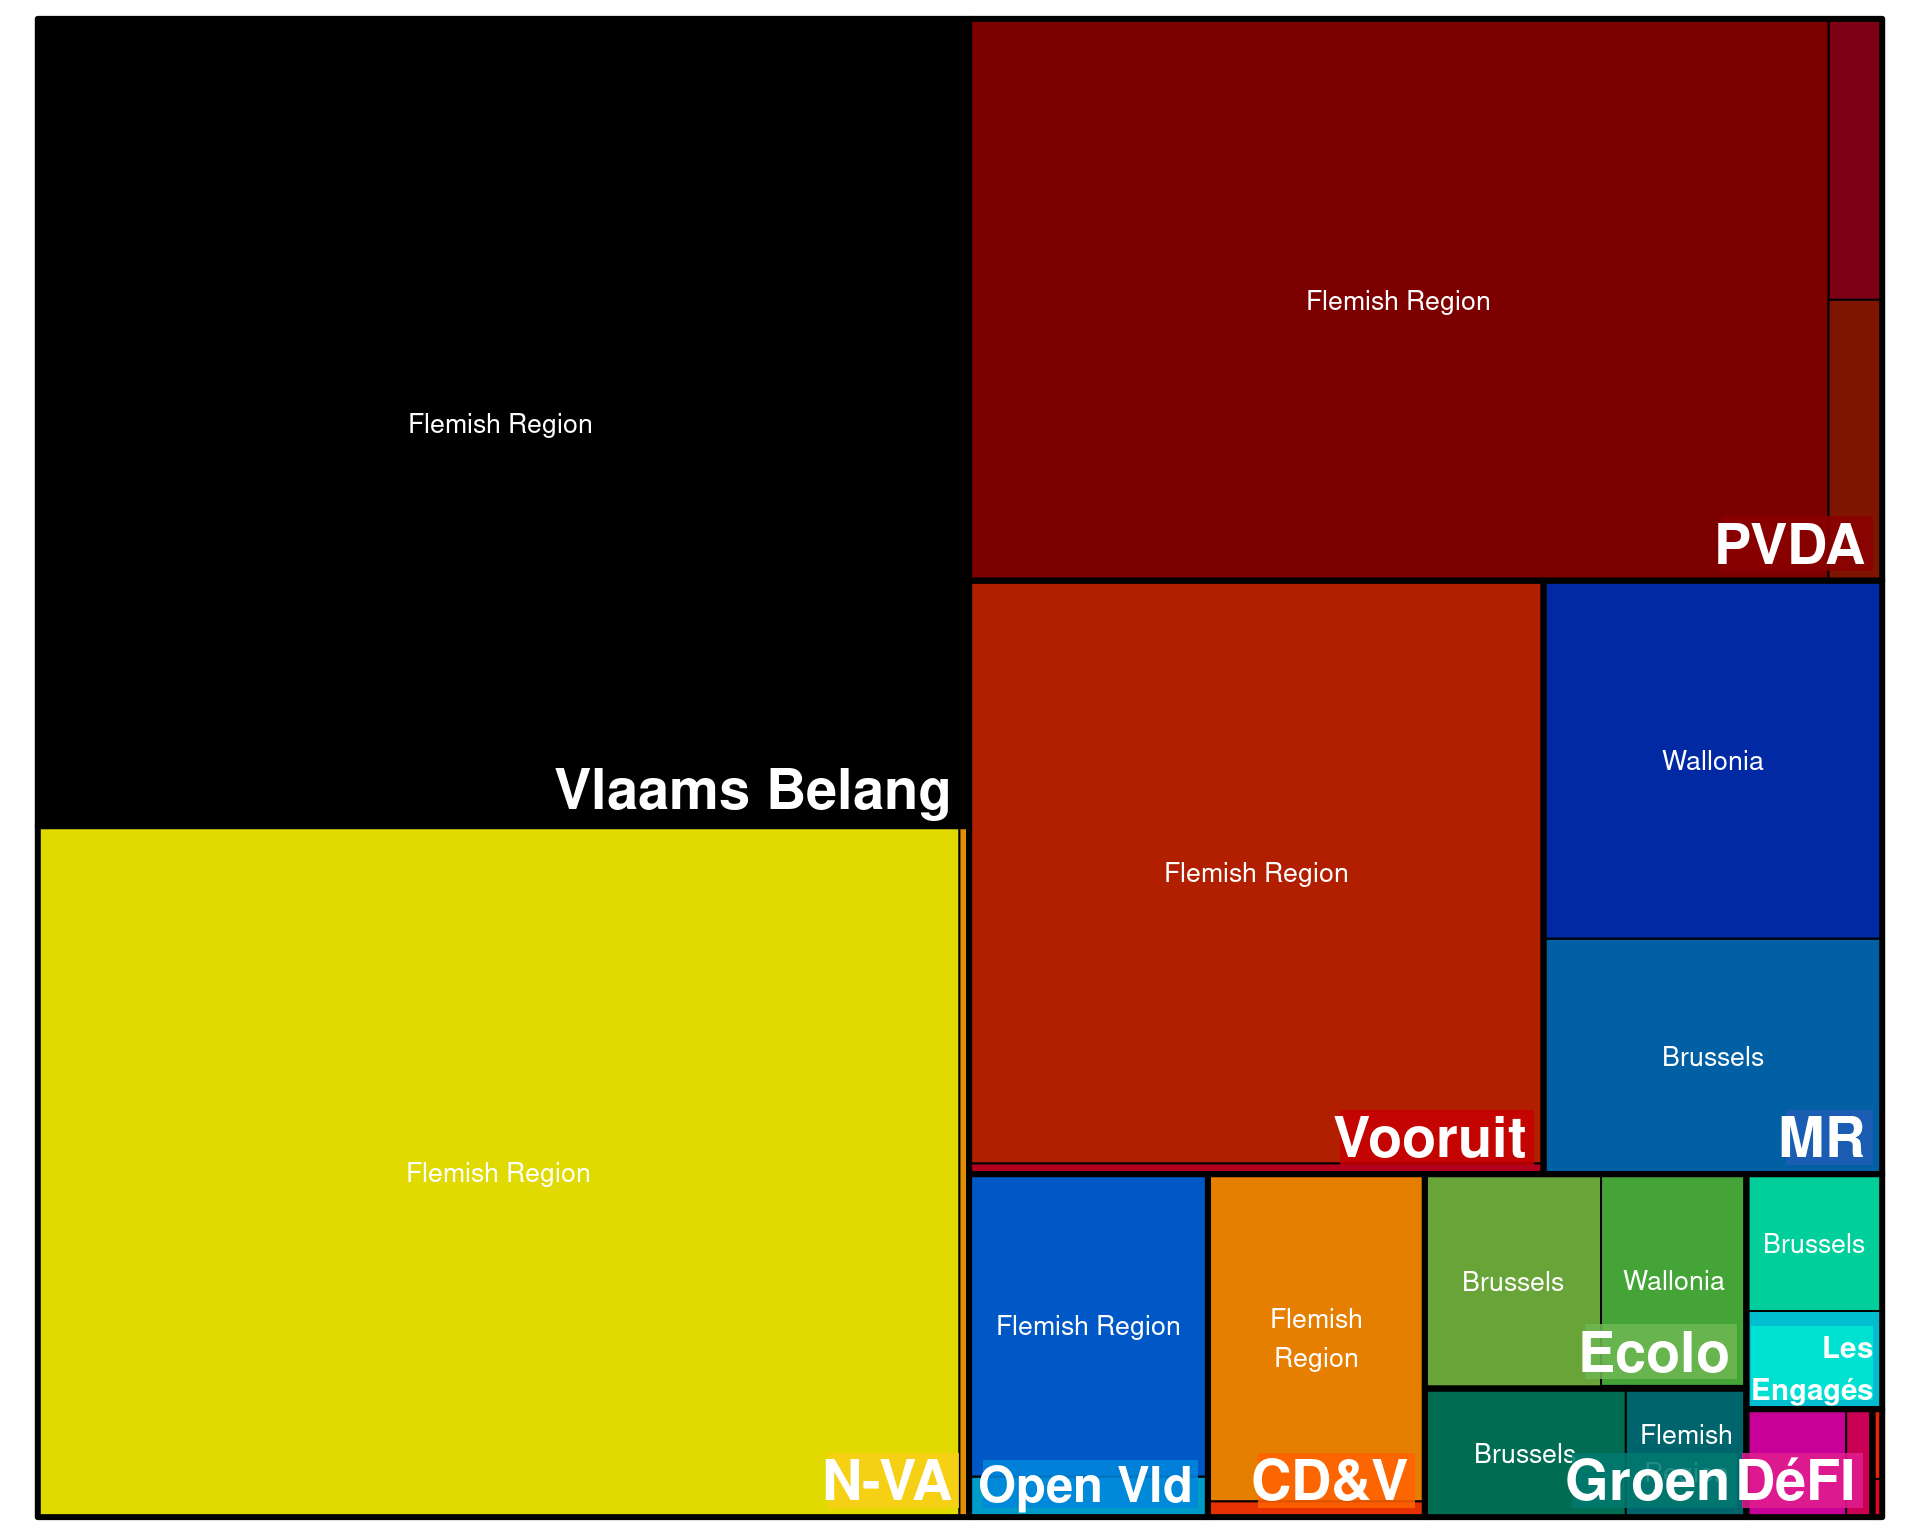 Flemish Region
Vlaams Belang
Flemish Region
N-VA
Flemish Region
PVDA
Flemish Region
Vooruit
Wallonia
Brussels
MR
Flemish Region
Open Vld
Flemish
Region
CD&V
Brussels
Wallonia
Ecolo
Brussels
Flemish
Region
Groen
Brussels
Les
Engagés
DéFI